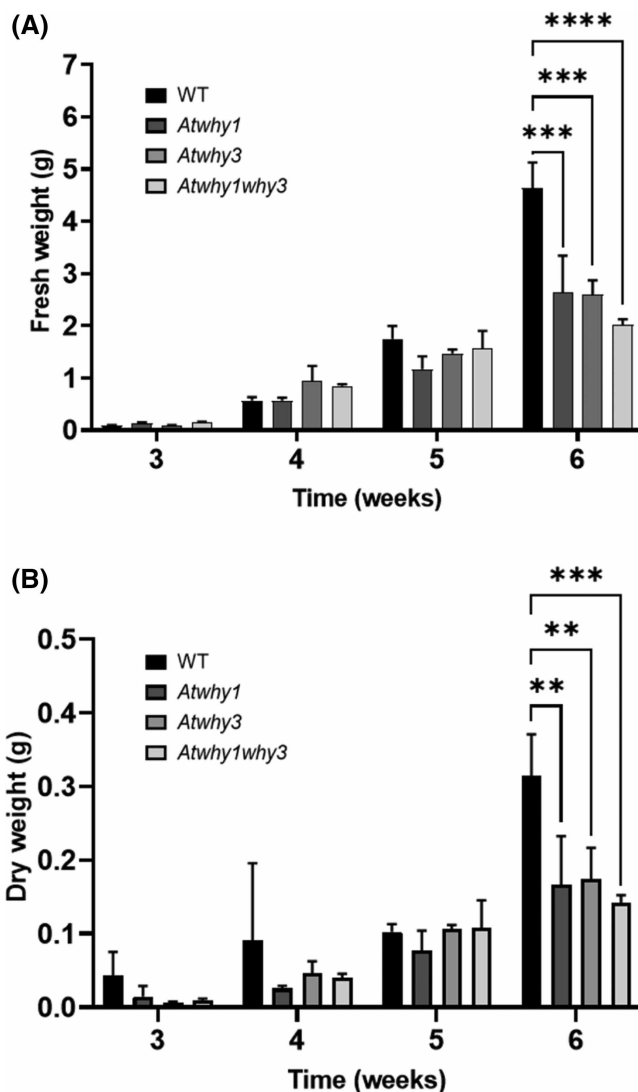 (A)
****
***
***
7
6
5
4
3
2
1
0
Fresh weight (g)
WT
Atwhy1
Atwhy3
Atwhy1why3
3 4 5 6
Time (weeks)
(B)
***
**
**
0.5
0.4
0.3
0.2
0.1
0.0
Dry weight (g)
WT
Atwhy1
Atwhy3
Atwhy1why3
3 4 5 6
Time (weeks)